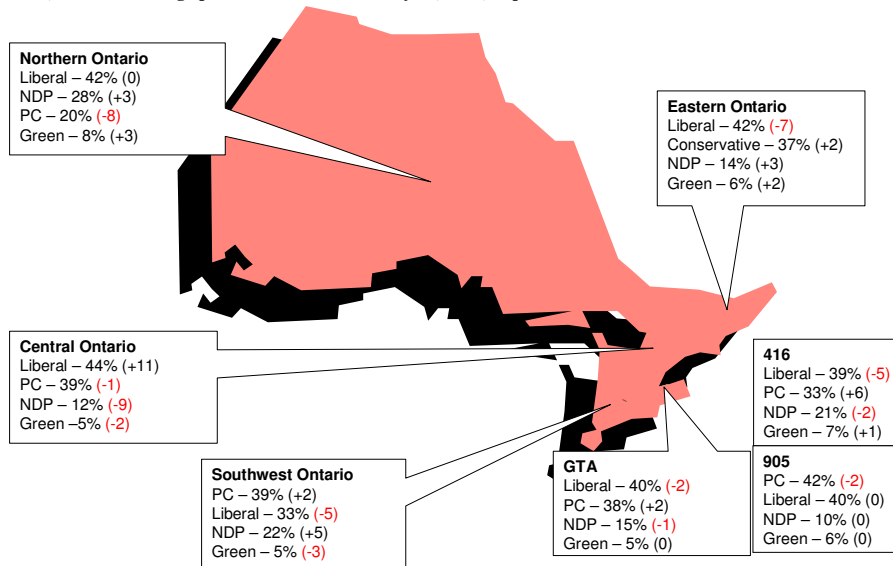 Northern Ontario
Liberal – 42% (0)
NDP – 28% (+3)
PC – 20% (-8)
Green – 8% (+3)
Eastern Ontario
Liberal – 42% (-7)
Conservative – 37% (+2)
NDP – 14% (+3)
Green – 6% (+2)
Central Ontario
Liberal – 44% (+11)
PC – 39% (-1)
NDP – 12% (-9)
Green –5% (-2)
416
Liberal – 39% (-5)
PC – 33% (+6)
NDP – 21% (-2)
Green – 7% (+1)
Southwest Ontario
PC – 39% (+2)
Liberal – 33% (-5)
NDP – 22% (+5)
Green – 5% (-3)
GTA
Liberal – 40% (-2)
PC – 38% (+2)
NDP – 15% (-1)
Green – 5% (0)
905
PC – 42% (-2)
Liberal – 40% (0)
NDP – 10% (0)
Green – 6% (0)